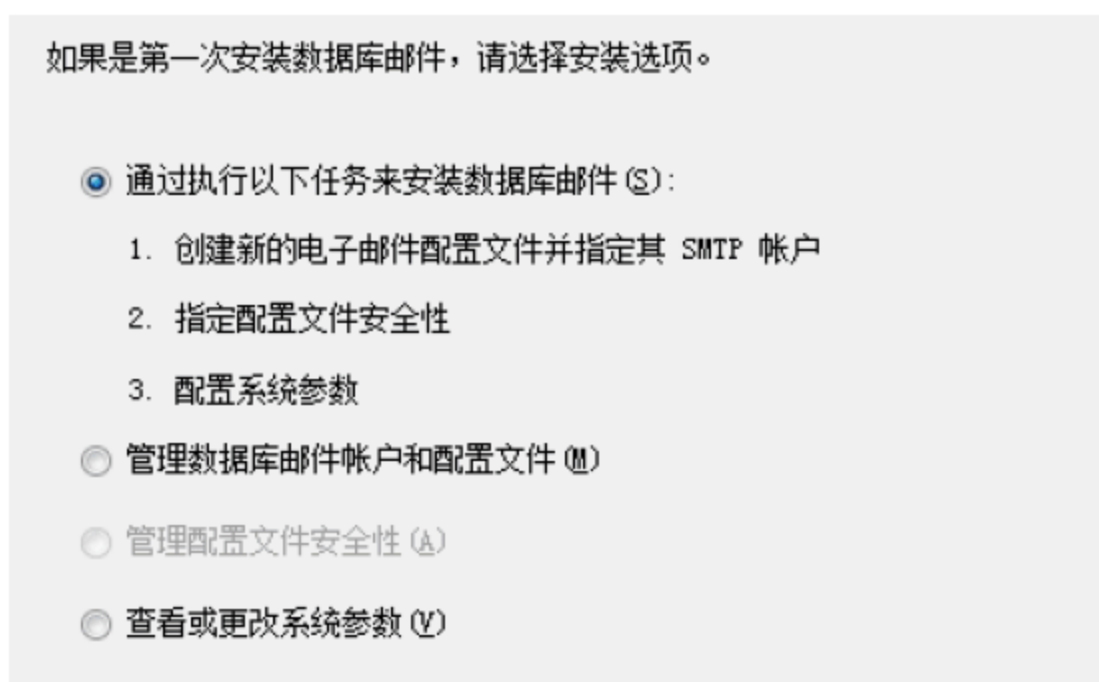 如果是第一次安装数据库邮件，请选择安装选项。
通过执行以下任务来安装数据库邮件(S):
1. 创建新的电子邮件配置文件并指定其 SMTP 帐户
2. 指定配置文件安全性
3. 配置系统参数
管理数据库邮件帐户和配置文件(M)
管理配置文件安全性(A)
查看或更改系统参数(V)